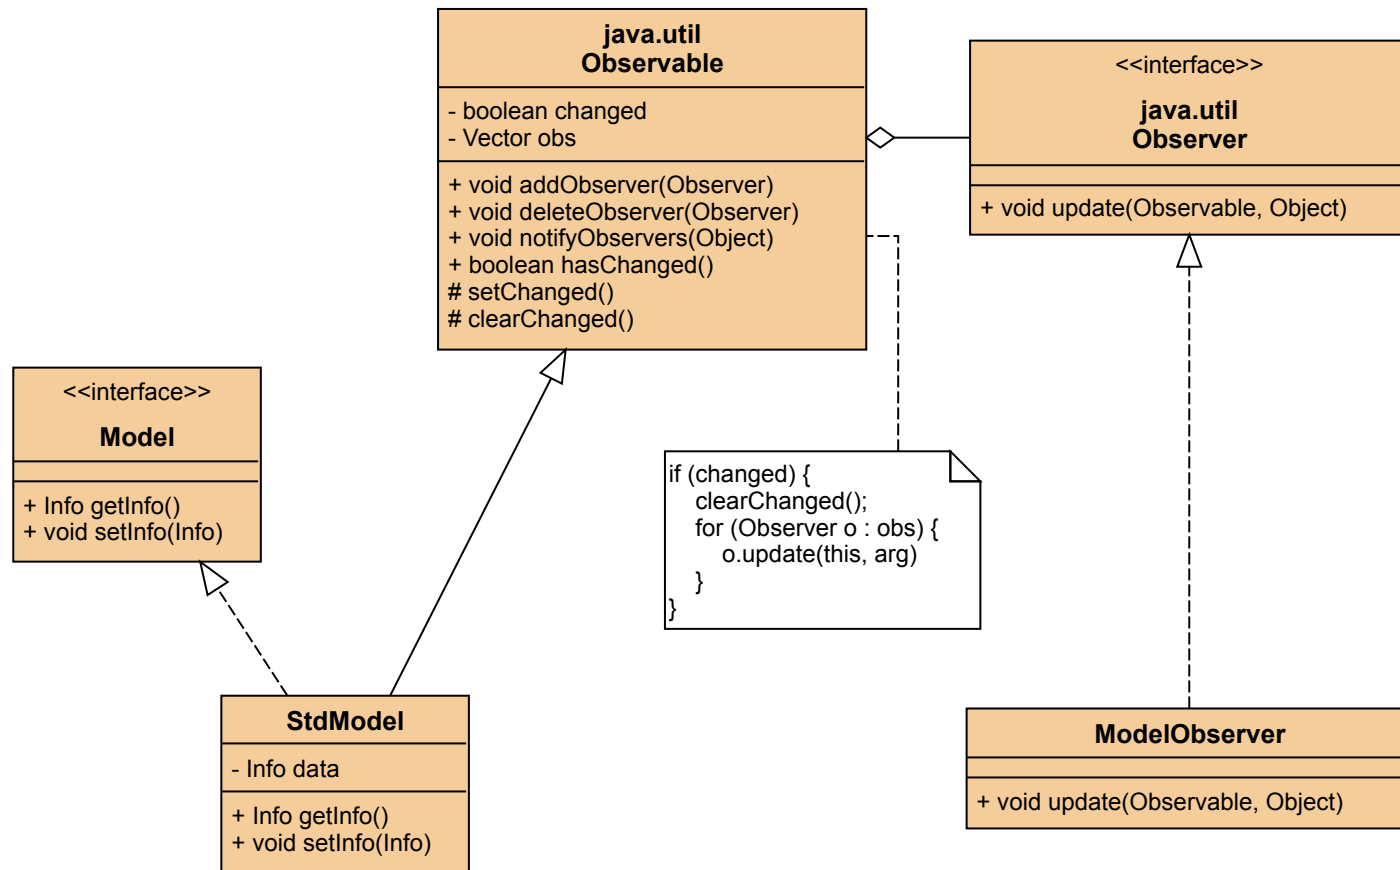 java.util
Observable
- boolean changed
- Vector obs
+ void addObserver(Observer)
+ void deleteObserver(Observer)
+ void notifyObservers(Object)
+ boolean hasChanged()
# setChanged()
# clearChanged()
<<interface>>
java.util
Observer
+ void update(Observable, Object)
<<interface>>
Model
+ Info getInfo()
+ void setInfo(Info)
if (changed) {
clearChanged();
for (Observer o : obs) {
o.update(this, arg)
}
}
StdModel
- Info data
+ Info getInfo()
+ void setInfo(Info)
ModelObserver
+ void update(Observable, Object)